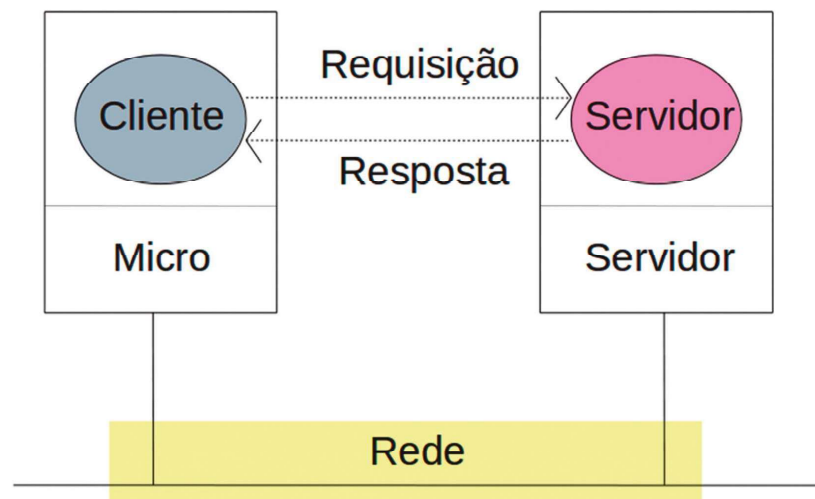 Requisição
Cliente
Servidor
Resposta
Micro
Servidor
Rede